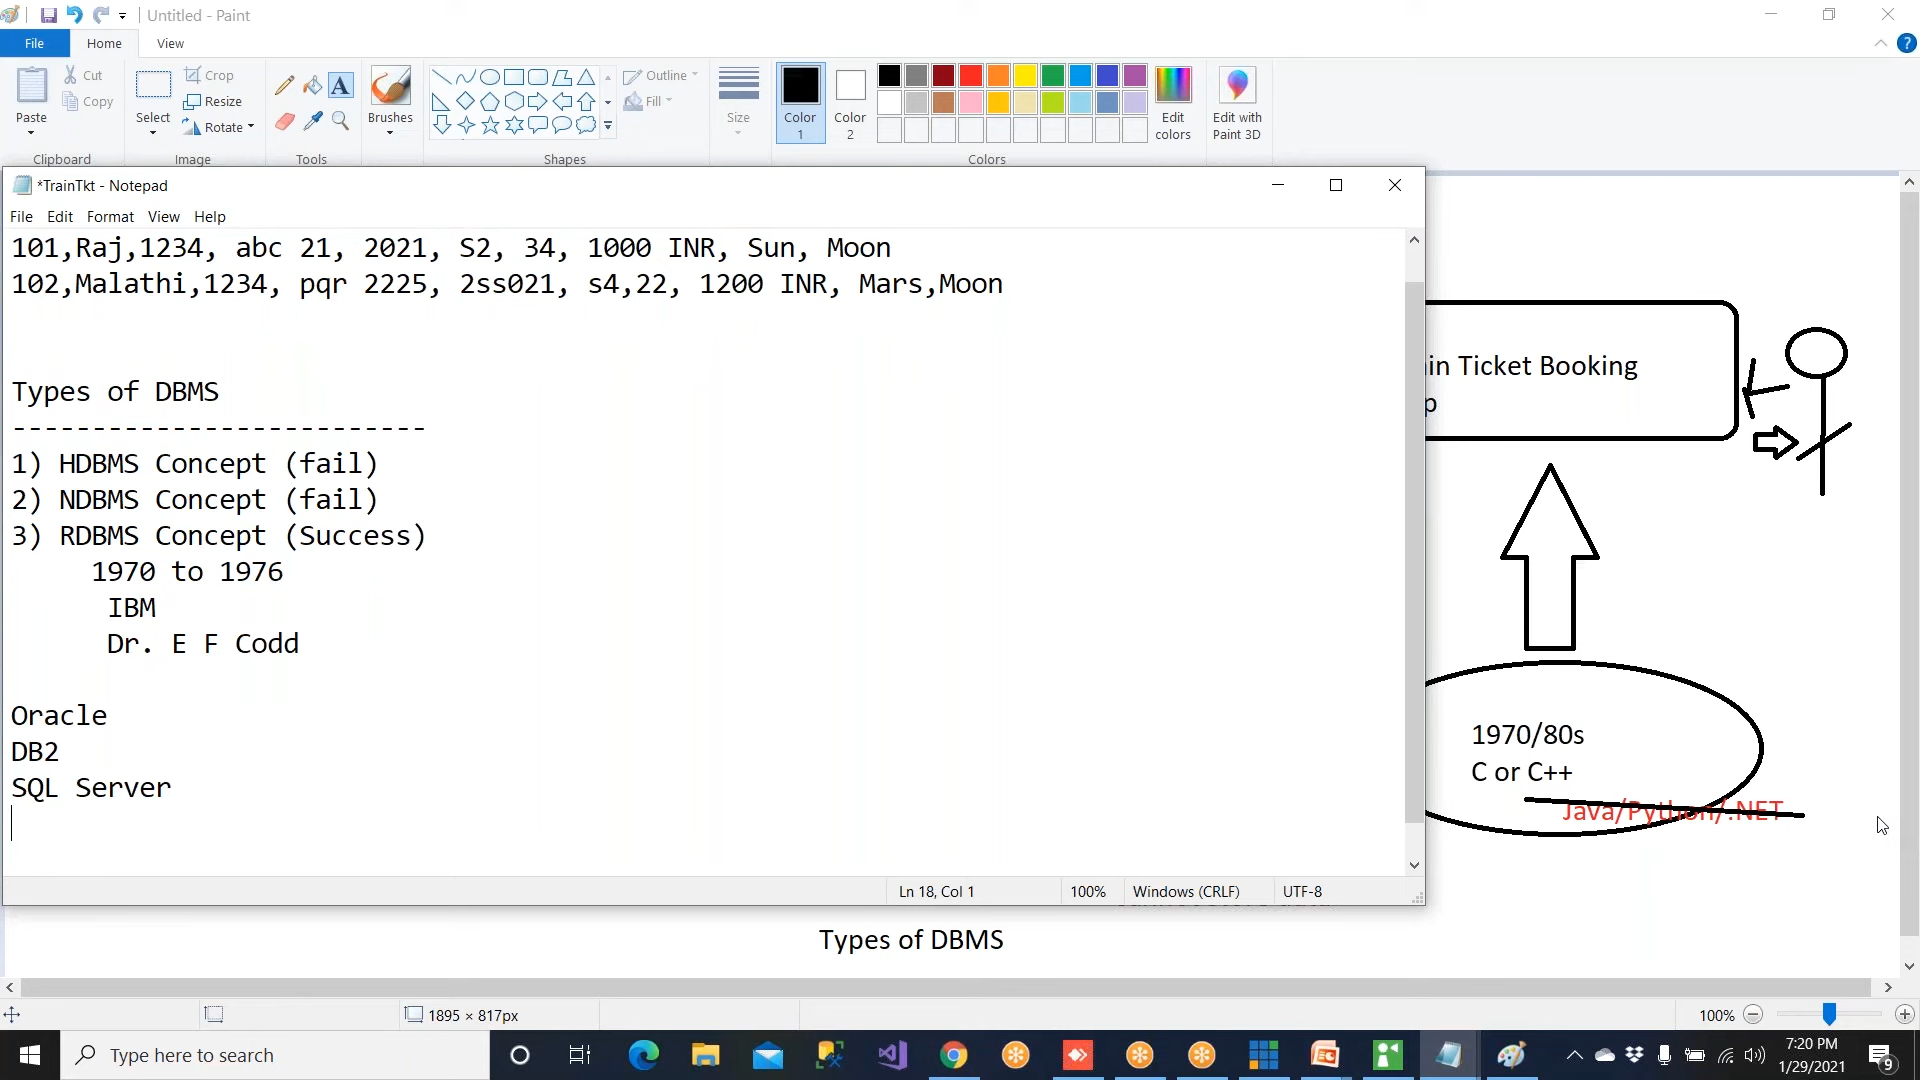 Untitled - Paint
File
Home
View
Paste
Cut
Copy
Clipboard
Select
Crop
Resize
Rotate
Image
Tools
Brushes
Shapes
Outline
Fill
Size
Color 1
Color 2
Colors
Edit colors
Edit with Paint 3D
*TrainTkt - Notepad
File Edit Format View Help
101,Raj,1234, abc 21, 2021, S2, 34, 1000 INR, Sun, Moon
102,Malathi,1234, pqr 2225, 2ss021, s4,22, 1200 INR, Mars,Moon
Types of DBMS
--------------------------
1) HDBMS Concept (fail)
2) NDBMS Concept (fail)
3) RDBMS Concept (Success)
1970 to 1976
IBM
Dr. E F Codd
Oracle
DB2
SQL Server
Ln 18, Col 1
100%
Windows (CRLF)
UTF-8
in Ticket Booking
p
1970/80s
C or C++
Java/Python/.NET
Types of DBMS
1895 × 817px
100%
Type here to search
7:20 PM
1/29/2021
9